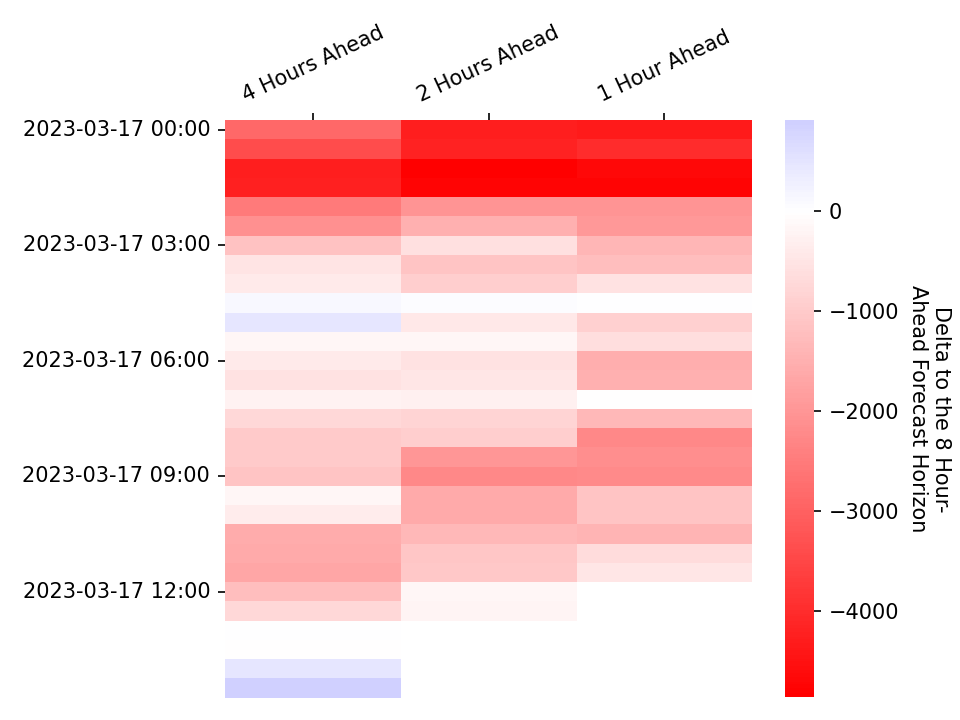 4 Hours Ahead
2 Hours Ahead
1 Hour Ahead
2023-03-17 00:00
2023-03-17 03:00
2023-03-17 06:00
2023-03-17 09:00
2023-03-17 12:00
0
−1000
−2000
−3000
−4000
Delta to the 8 Hour-
Ahead Forecast Horizon